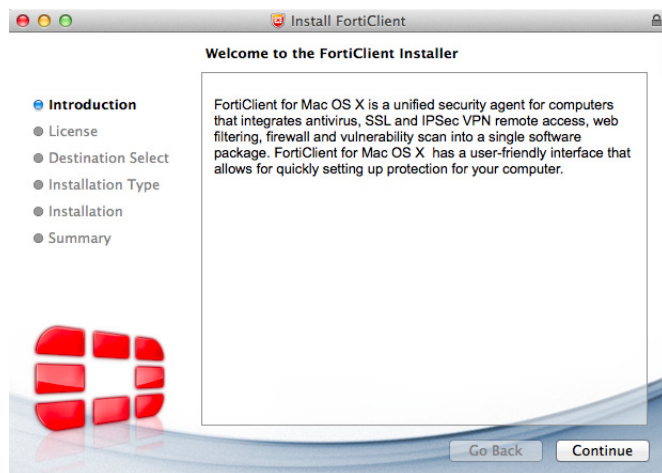 Install FortiClient
Welcome to the FortiClient Installer
Introduction
License
Destination Select
Installation Type
Installation
Summary
FortiClient for Mac OS X is a unified security agent for computers
that integrates antivirus, SSL and IPSec VPN remote access, web
filtering, firewall and vulnerability scan into a single software
package. FortiClient for Mac OS X  has a user-friendly interface that
allows for quickly setting up protection for your computer.
Go Back
Continue